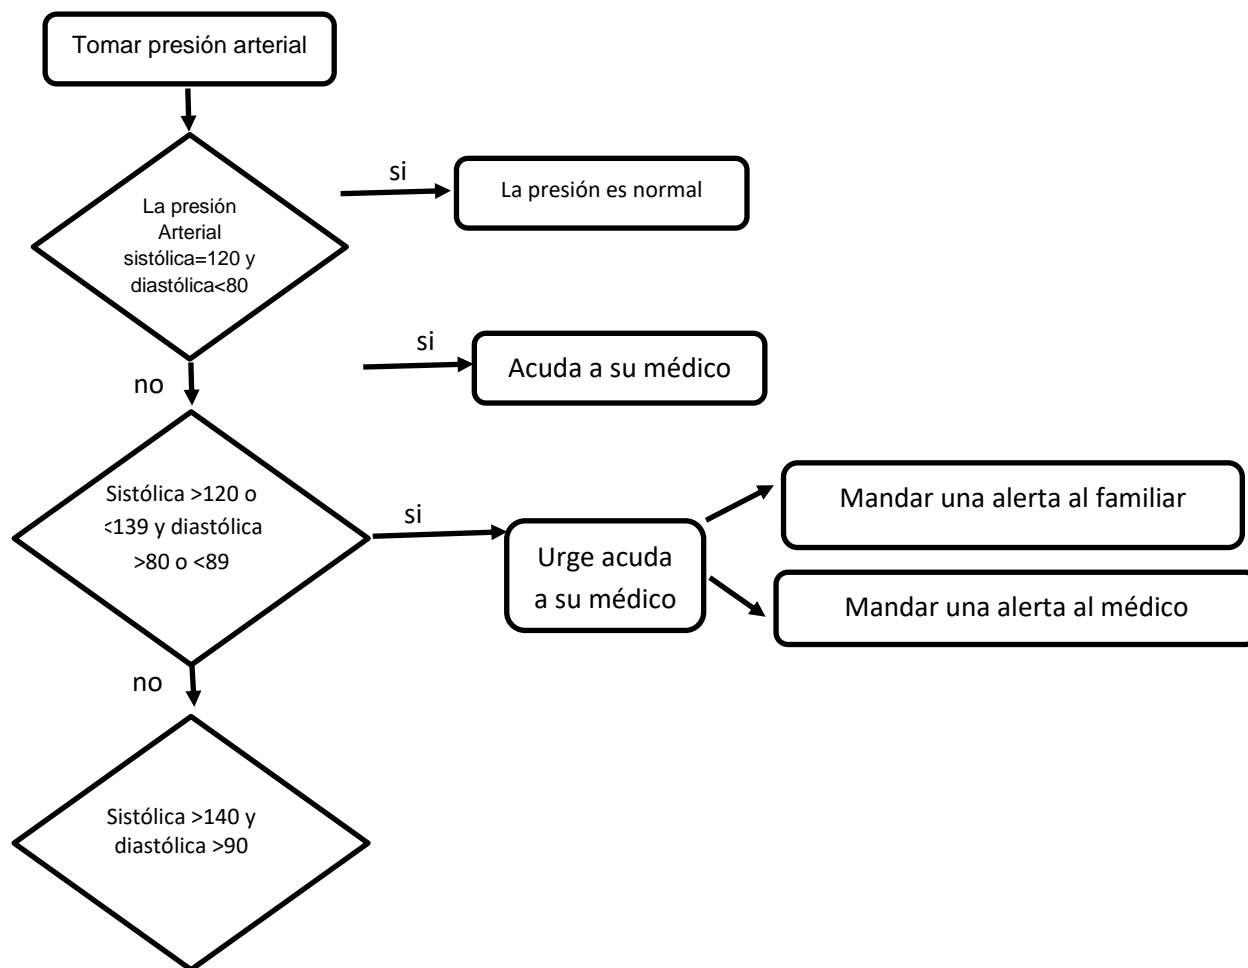 Tomar presión arterial
si
La presión es normal
La presión
Arterial
sistólica=120 y
diastólica<80
si
Acuda a su médico
no
Sistólica >120 o
<139 y diastólica
>80 o <89
si
Urge acuda
a su médico
Mandar una alerta al familiar
Mandar una alerta al médico
no
Sistólica >140 y
diastólica >90